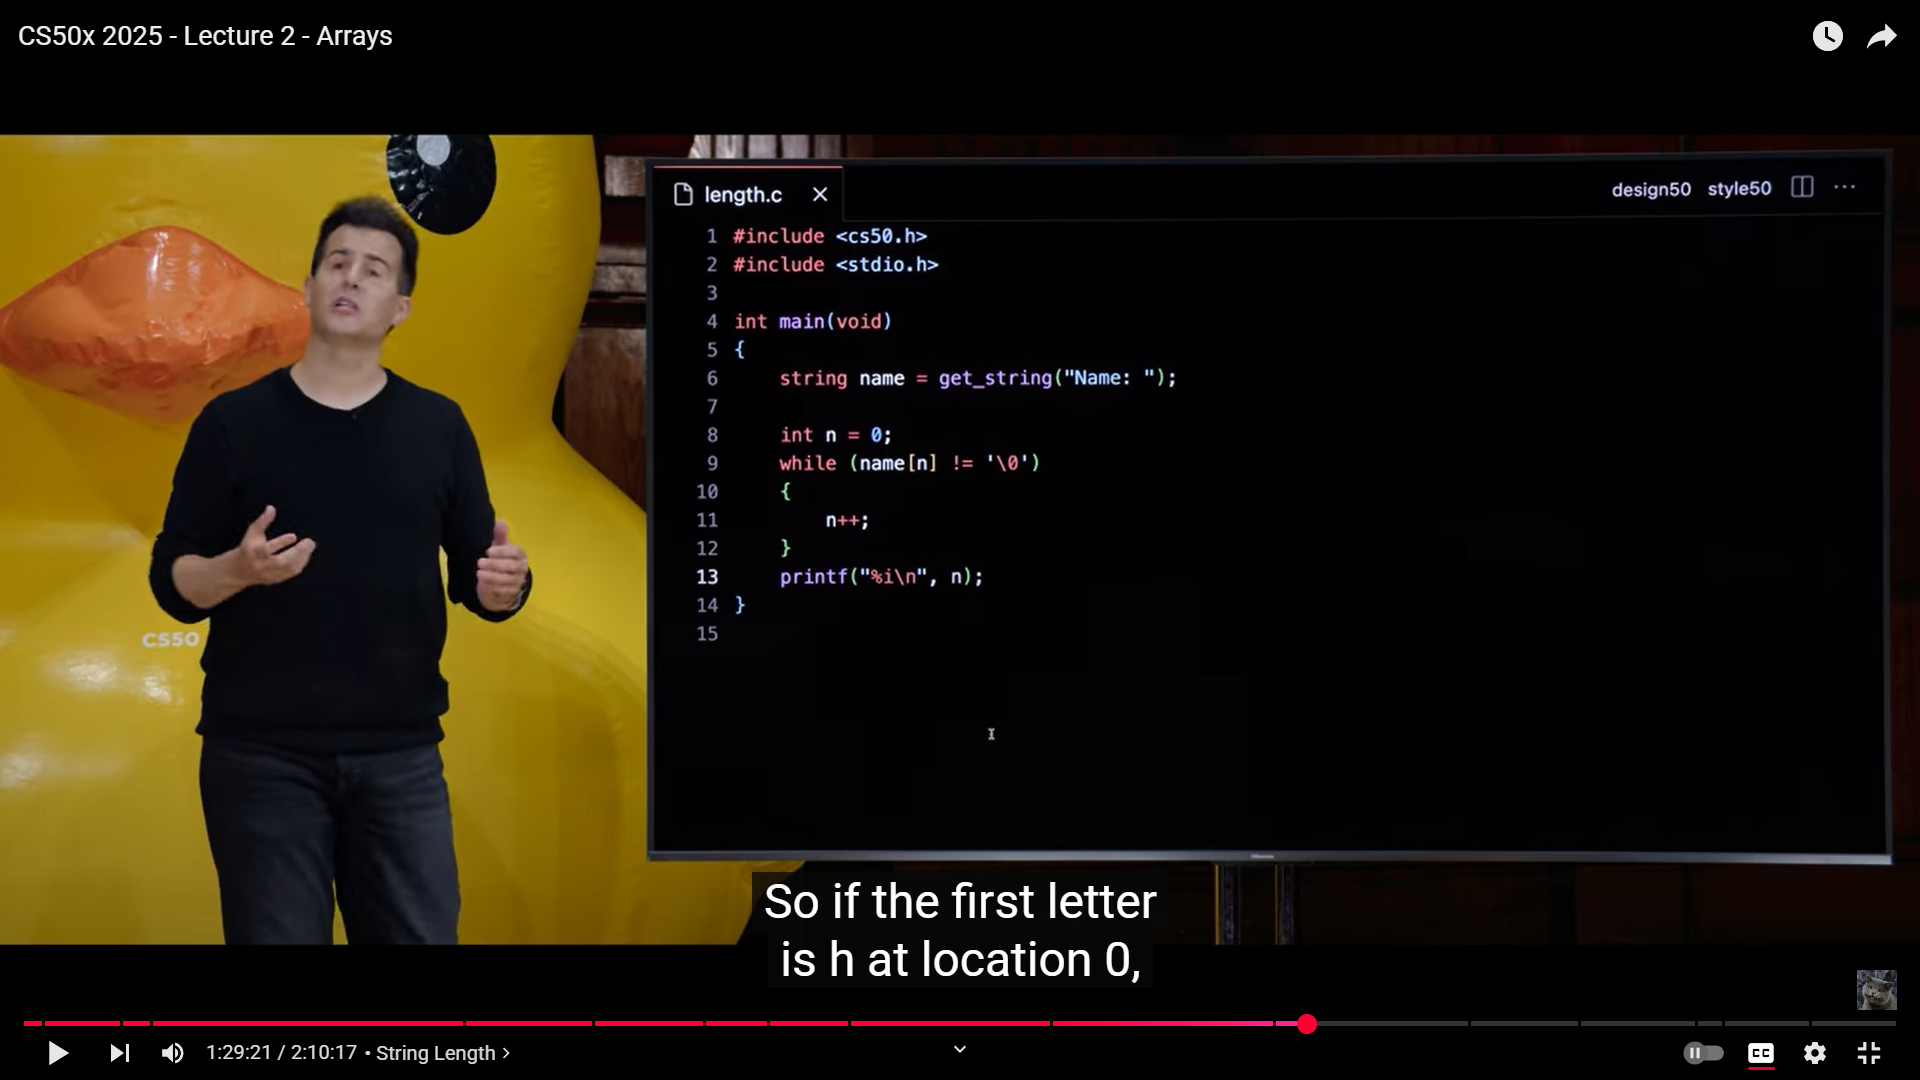 CS50x 2025 - Lecture 2 - Arrays
length.c
design50 style50
1 #include <cs50.h>
2 #include <stdio.h>
3
4 int main(void)
5 {
6 string name = get_string("Name: ");
7
8 int n = 0;
9 while (name[n] != '\0')
10 {
11 n++;
12 }
13 printf("%i\n", n);
14 }
15
CS50
So if the first letter
is h at location 0,
1:29:21 / 2:10:17 • String Length >
CC